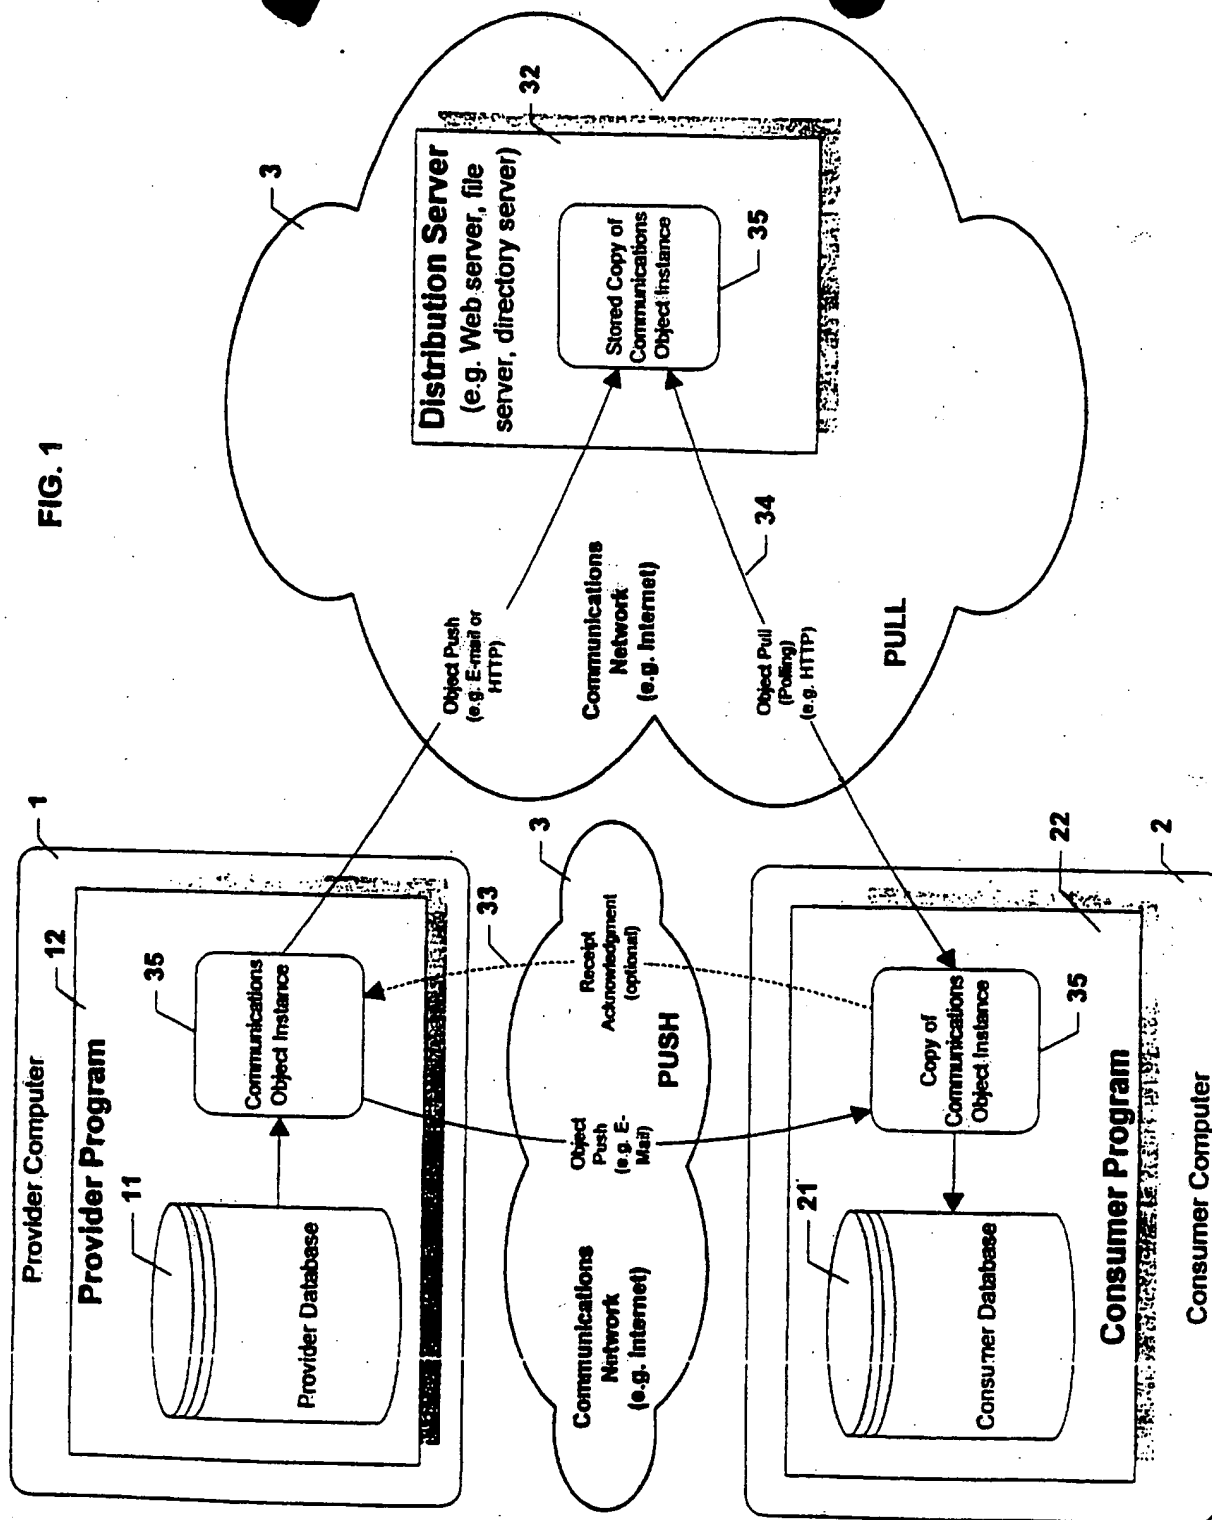 FIG. 1
Provider Computer
1
Provider Program
12
11
Provider Database
35
Communications
Object Instance
Object Push
(e.g. E-mail or
HTTP)
3
Distribution Server
(e.g. Web server, file
server, directory server)
32
Stored Copy of
Communications
Object Instance
35
Communications
Network
(e.g. Internet)
34
Object Pull
(Polling)
(e.g. HTTP)
PULL
Communications
Network
(e.g. Internet)
Object
Push
(e.g. E-
Mail)
PUSH
Receipt
Acknowledgment
(optional)
33
3
21
Consumer Database
Copy of
Communications
Object Instance
35
22
Consumer Program
2
Consumer Computer